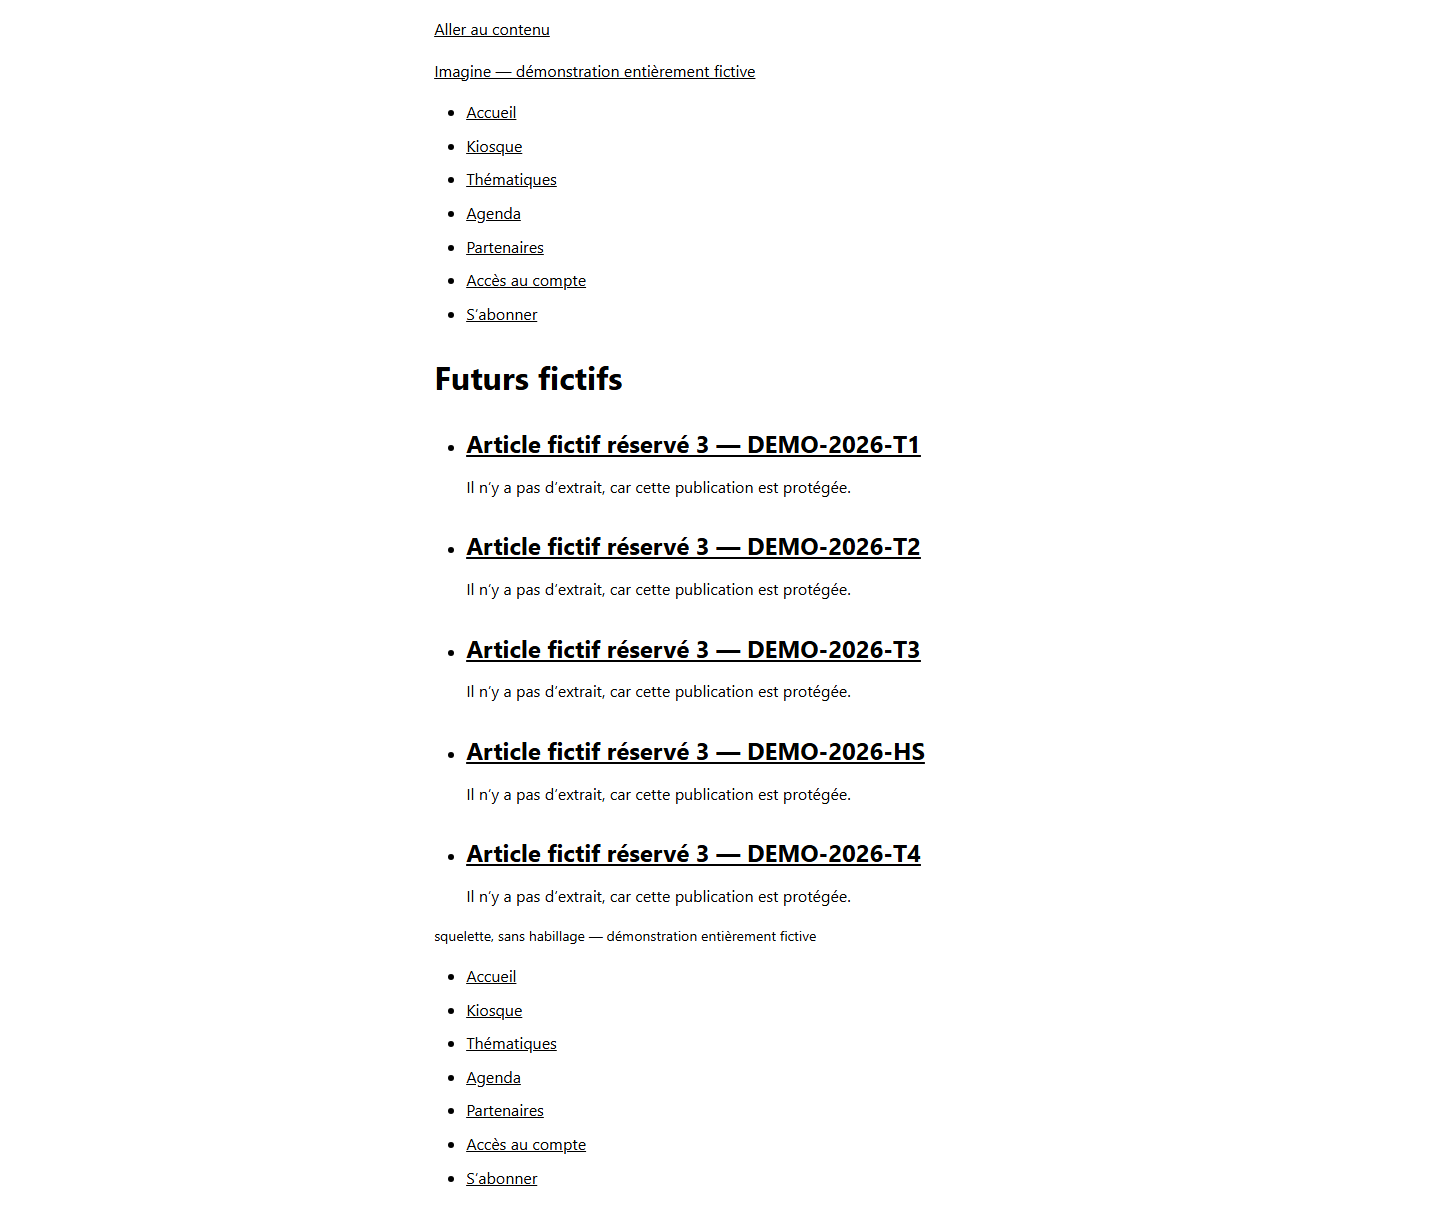 Aller au contenu
Imagine — démonstration entièrement fictive
Accueil
Kiosque
Thématiques
Agenda
Partenaires
Accès au compte
S’abonner
Futurs fictifs
Article fictif réservé 3 — DEMO-2026-T1
Il n’y a pas d’extrait, car cette publication est protégée.
Article fictif réservé 3 — DEMO-2026-T2
Il n’y a pas d’extrait, car cette publication est protégée.
Article fictif réservé 3 — DEMO-2026-T3
Il n’y a pas d’extrait, car cette publication est protégée.
Article fictif réservé 3 — DEMO-2026-HS
Il n’y a pas d’extrait, car cette publication est protégée.
Article fictif réservé 3 — DEMO-2026-T4
Il n’y a pas d’extrait, car cette publication est protégée.
squelette, sans habillage — démonstration entièrement fictive
Accueil
Kiosque
Thématiques
Agenda
Partenaires
Accès au compte
S’abonner